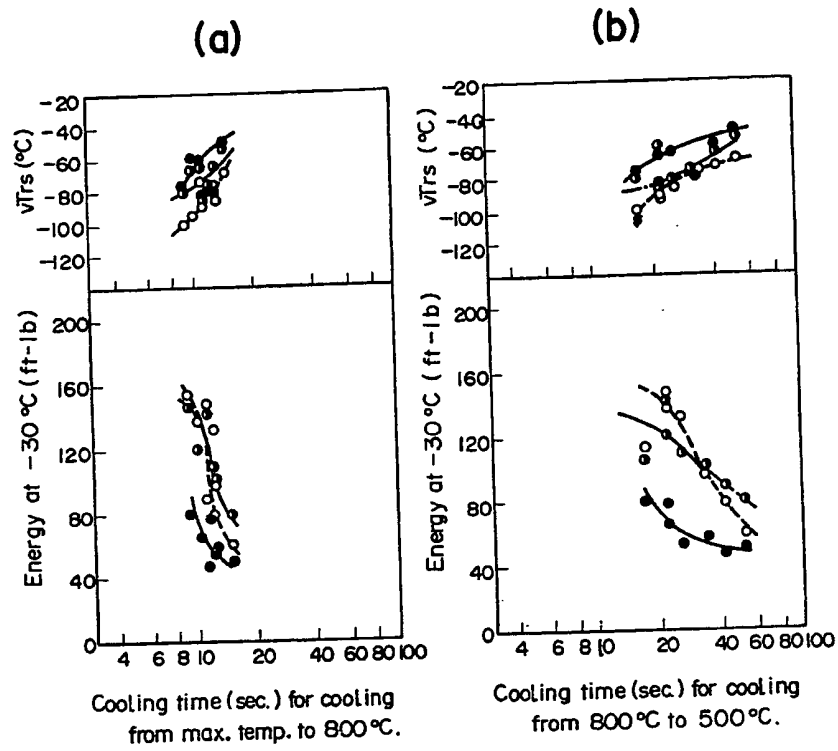 (a)
(b)
vTrs (°C)
-20
-40
-60
-80
-100
-120
Energy at -30°C (ft-lb)
200
160
120
80
40
0
4 6 8 10 20 40 60 80 100
Cooling time (sec.) for cooling
from max. temp. to 800°C.
vTrs (°C)
-20
-40
-60
-80
-100
-120
Energy at -30°C (ft-lb)
200
160
120
80
40
0
4 6 8 10 20 40 60 80 100
Cooling time (sec.) for cooling
from 800°C to 500°C.